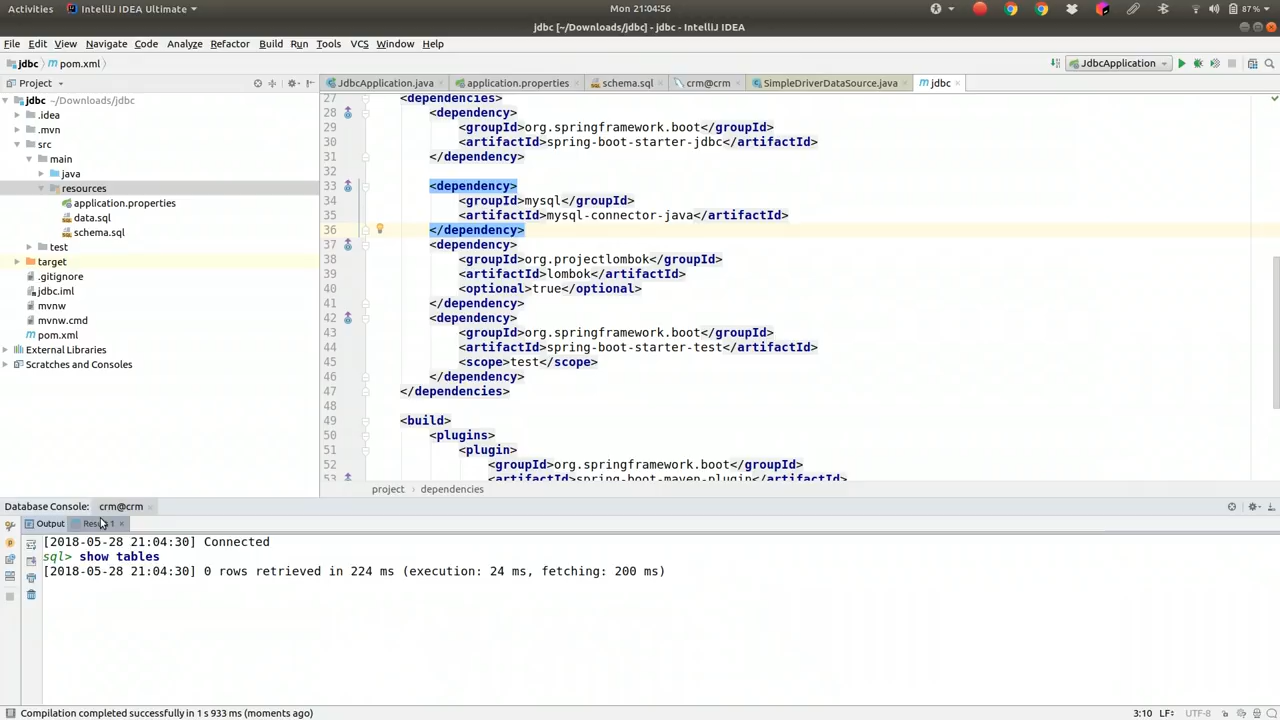 Activities
IntelliJ IDEA Ultimate
Mon 21:04:56
87 %
jdbc [~/Downloads/jdbc] - jdbc - IntelliJ IDEA
File Edit View Navigate Code Analyze Refactor Build Run Tools VCS Window Help
jdbc
pom.xml
JdbcApplication
Project
JdbcApplication.java
application.properties
schema.sql
crm@crm
SimpleDriverDataSource.java
jdbc
jdbc ~/Downloads/jdbc
.idea
.mvn
src
main
java
resources
application.properties
data.sql
schema.sql
test
target
.gitignore
jdbc.iml
mvnw
mvnw.cmd
pom.xml
External Libraries
Scratches and Consoles
27 <dependencies>
28 <dependency>
29 <groupId>org.springframework.boot</groupId>
30 <artifactId>spring-boot-starter-jdbc</artifactId>
31 </dependency>
32
33 <dependency>
34 <groupId>mysql</groupId>
35 <artifactId>mysql-connector-java</artifactId>
36 </dependency>
37 <dependency>
38 <groupId>org.projectlombok</groupId>
39 <artifactId>lombok</artifactId>
40 <optional>true</optional>
41 </dependency>
42 <dependency>
43 <groupId>org.springframework.boot</groupId>
44 <artifactId>spring-boot-starter-test</artifactId>
45 <scope>test</scope>
46 </dependency>
47 </dependencies>
48
49 <build>
50 <plugins>
51 <plugin>
52 <groupId>org.springframework.boot</groupId>
53 <artifactId>spring-boot-maven-plugin</artifactId>
project dependencies
Database Console: crm@crm
Output
[2018-05-28 21:04:30] Connected
sql> show tables
[2018-05-28 21:04:30] 0 rows retrieved in 224 ms (execution: 24 ms, fetching: 200 ms)
Compilation completed successfully in 1 s 933 ms (moments ago)
3:10 LF÷ UTF-8